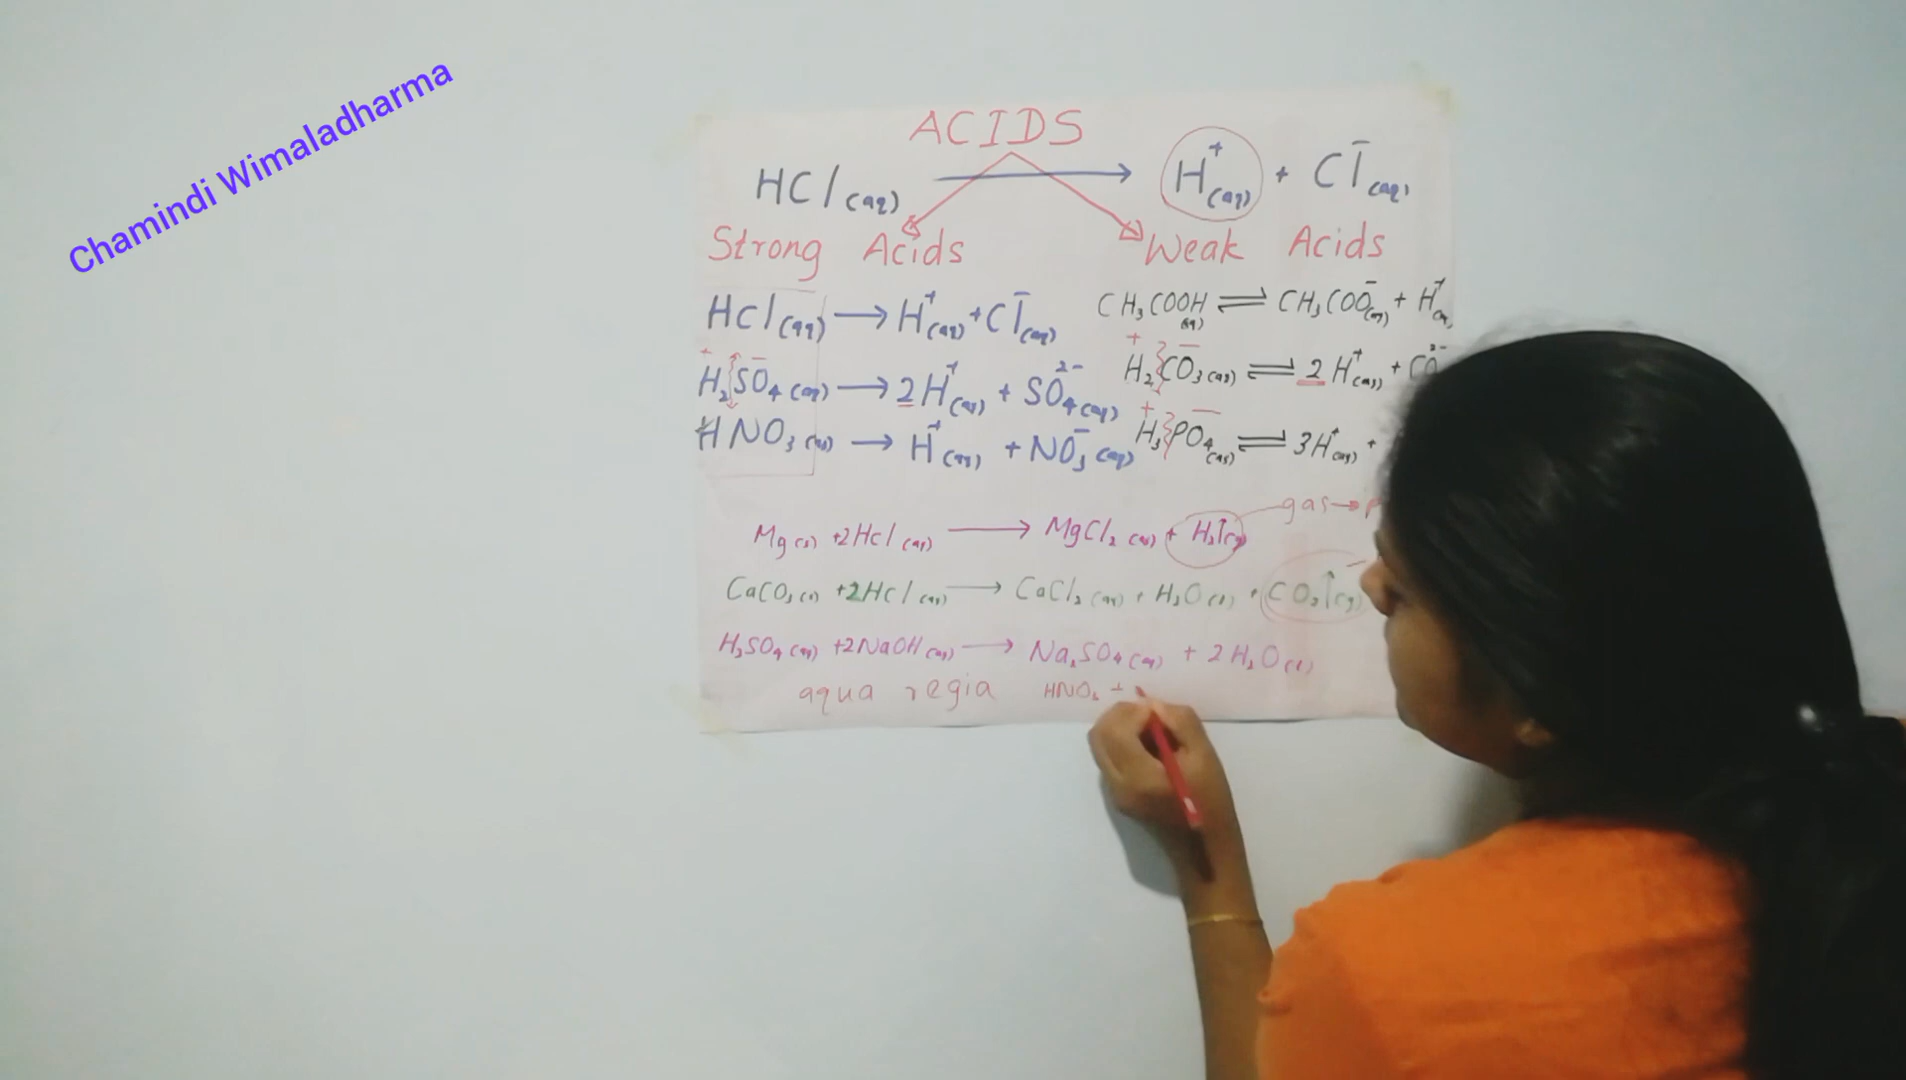 Chamindi Wimaladharma
ACIDS
HCl(aq) → H⁺(aq) + Cl⁻(aq)
Strong Acids
Weak Acids
HCl(aq) → H⁺(aq) + Cl⁻(aq)
CH₃COOH(aq) ⇌ CH₃COO⁻(aq) + H⁺(aq)
H₂SO₄(aq) → 2H⁺(aq) + SO₄²⁻(aq)
H₂CO₃(aq) ⇌ 2H⁺(aq) +
HNO₃(aq) → H⁺(aq) + NO₃⁻(aq)
H₃PO₄(aq) ⇌ 3H⁺(aq) +
gas →
Mg(s) + 2HCl(aq) → MgCl₂(aq) + H₂↑(g)
CaCO₃(s) + 2HCl(aq) → CaCl₂(aq) + H₂O(l) + CO₂↑(g)
H₂SO₄(aq) + 2NaOH(aq) → Na₂SO₄(aq) + 2H₂O(l)
aqua regia HNO₃ +